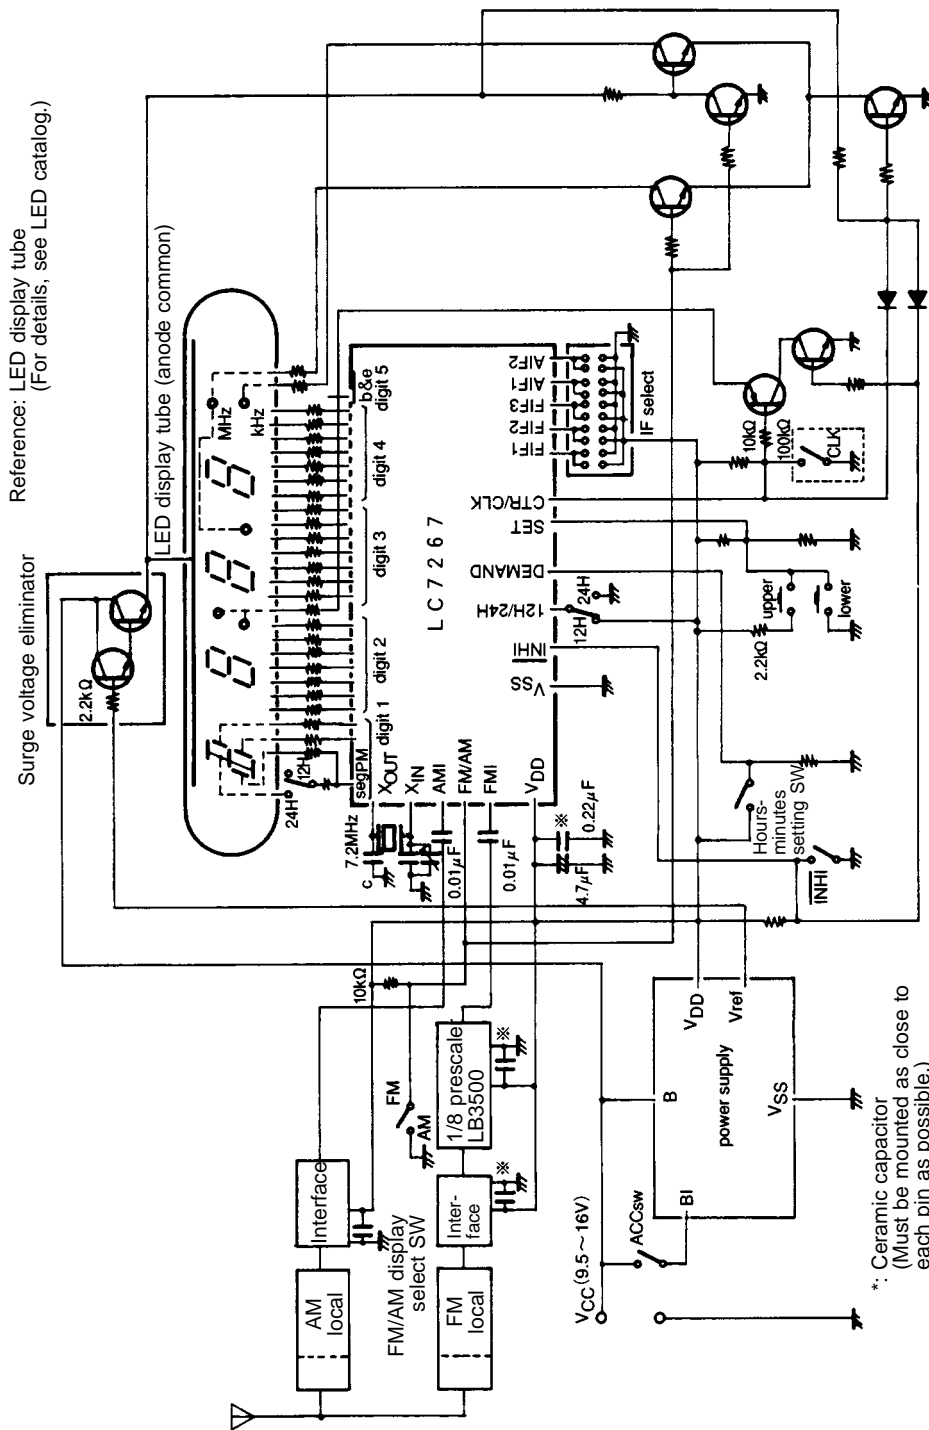 Reference: LED display tube
(For details, see LED catalog.)
Surge voltage eliminator
2.2kΩ
LED display tube (anode common)
MHz
kHz
24H
12H
segPM
digit 1
digit 2
digit 3
digit 4
b&e
digit 5
LC7267
XOUT
XIN
AMI
FM/AM
FMI
VDD
VSS
INHI
12H/24H
DEMAND
SET
CTR/CLK
FIF1
FIF2
FIF3
AIF1
AIF2
IF select
7.2MHz
c
0.01μF
0.01μF
4.7μF
※
0.22μF
12H
24H
10kΩ
100kΩ
CLK
upper
lower
2.2kΩ
Hours-
minutes
setting SW
INHI
10kΩ
FM
AM
FM/AM display
select SW
AM
local
Interface
FM
local
Inter-
face
※
1/8 prescale
LB3500
※
VCC (9.5～16V)
ACCsw
BI
B
power supply
VDD
Vref
VSS
*: Ceramic capacitor
(Must be mounted as close to
each pin as possible.)